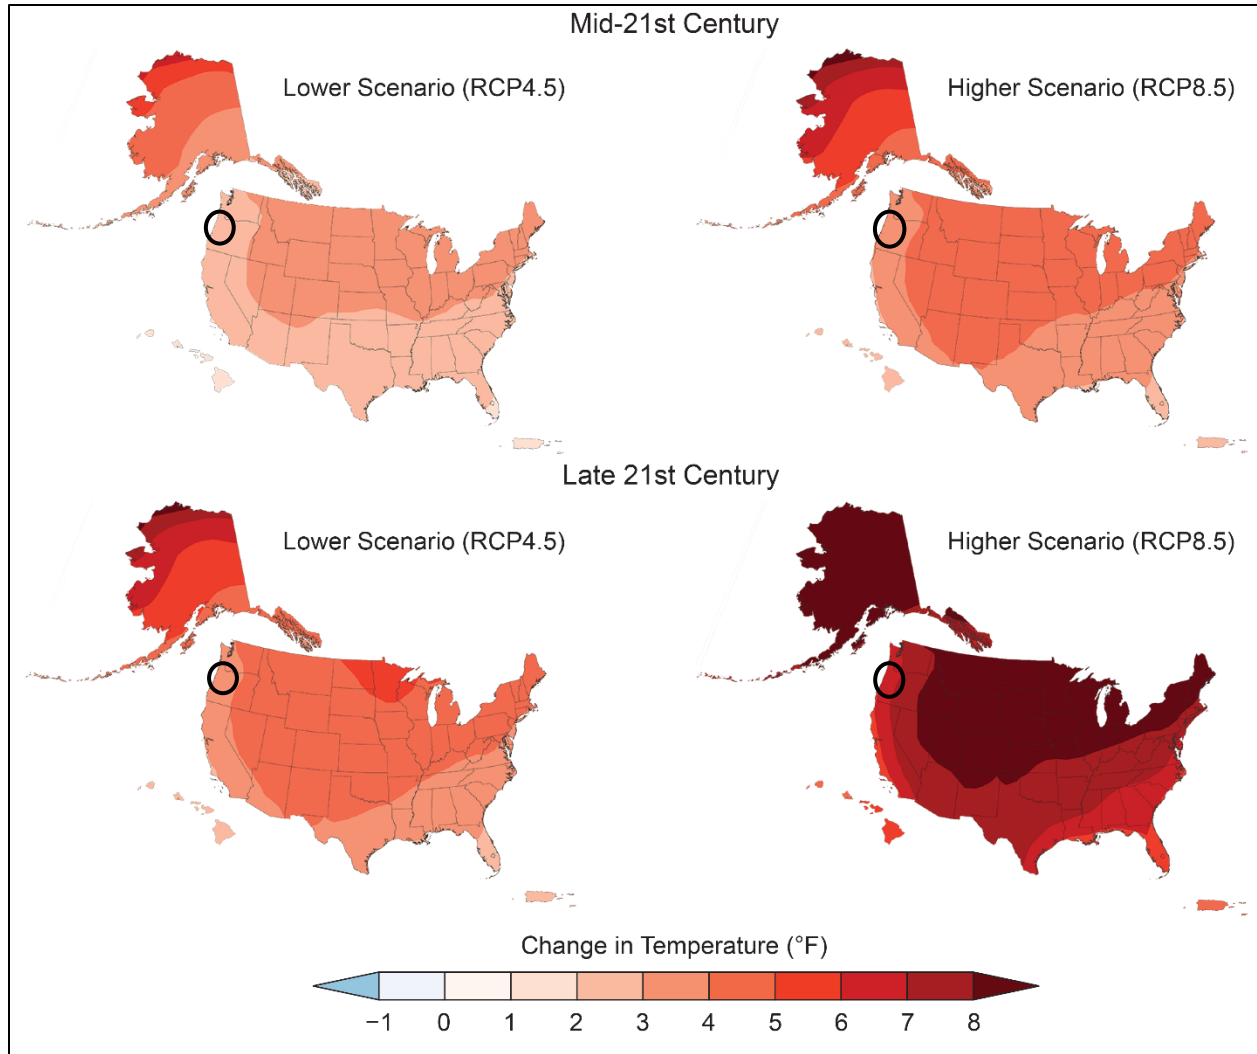 Mid-21st Century
Lower Scenario (RCP4.5)
Higher Scenario (RCP8.5)
Late 21st Century
Lower Scenario (RCP4.5)
Higher Scenario (RCP8.5)
Change in Temperature (°F)
−1 0 1 2 3 4 5 6 7 8